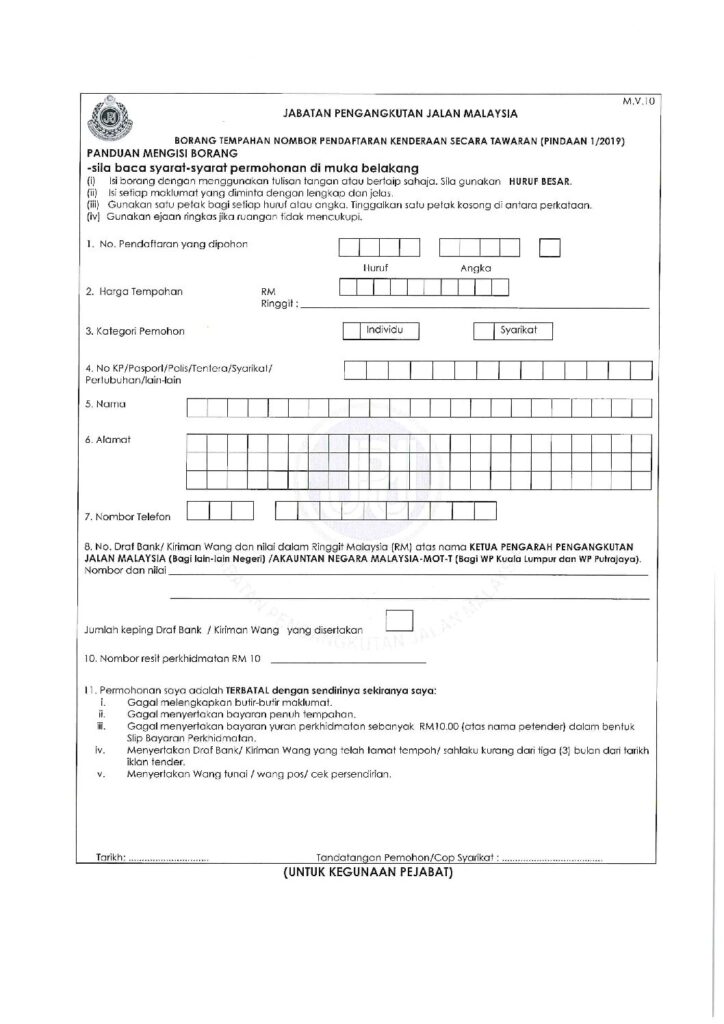 M.V.10
JABATAN PENGANGKUTAN JALAN MALAYSIA
BORANG TEMPAHAN NOMBOR PENDAFTARAN KENDERAAN SECARA TAWARAN (PINDAAN 1/2019)
PANDUAN MENGISI BORANG
-sila baca syarat-syarat permohonan di muka belakang
(i) Isi borang dengan menggunakan tulisan tangan atau bertaip sahaja. Sila gunakan HURUF BESAR.
(ii) Isi setiap maklumat yang diminta dengan lengkap dan jelas.
(iii) Gunakan satu petak bagi setiap huruf atau angka. Tinggalkan satu petak kosong di antara perkataan.
(iv) Gunakan ejaan ringkas jika ruangan tidak mencukupi.
1. No. Pendaftaran yang dipohon
Huruf Angka
2. Harga Tempahan RM
Ringgit :
3. Kategori Pemohon Individu Syarikat
4. No KP/Pasport/Polis/Tentera/Syarikat/
Pertubuhan/lain-lain
5. Nama
6. Alamat
7. Nombor Telefon
8. No. Draf Bank/ Kiriman Wang dan nilai dalam Ringgit Malaysia (RM) atas nama KETUA PENGARAH PENGANGKUTAN
JALAN MALAYSIA (Bagi lain-lain Negeri) /AKAUNTAN NEGARA MALAYSIA-MOT-T (Bagi WP Kuala Lumpur dan WP Putrajaya).
Nombor dan nilai
Jumlah keping Draf Bank / Kiriman Wang yang disertakan
10. Nombor resit perkhidmatan RM 10
11. Permohonan saya adalah TERBATAL dengan sendirinya sekiranya saya:
i. Gagal melengkapkan butir-butir maklumat.
ii. Gagal menyertakan bayaran penuh tempahan.
iii. Gagal menyertakan bayaran yuran perkhidmatan sebanyak RM10.00 (atas nama petender) dalam bentuk
Slip Bayaran Perkhidmatan.
iv. Menyertakan Draf Bank/ Kiriman Wang yang telah tamat tempoh/ sahlaku kurang dari tiga (3) bulan dari tarikh
iklan tender.
v. Menyertakan Wang tunai / wang pos/ cek persendirian.
Tarikh: ............................ Tandatangan Pemohon/Cop Syarikat : .....................................
(UNTUK KEGUNAAN PEJABAT)